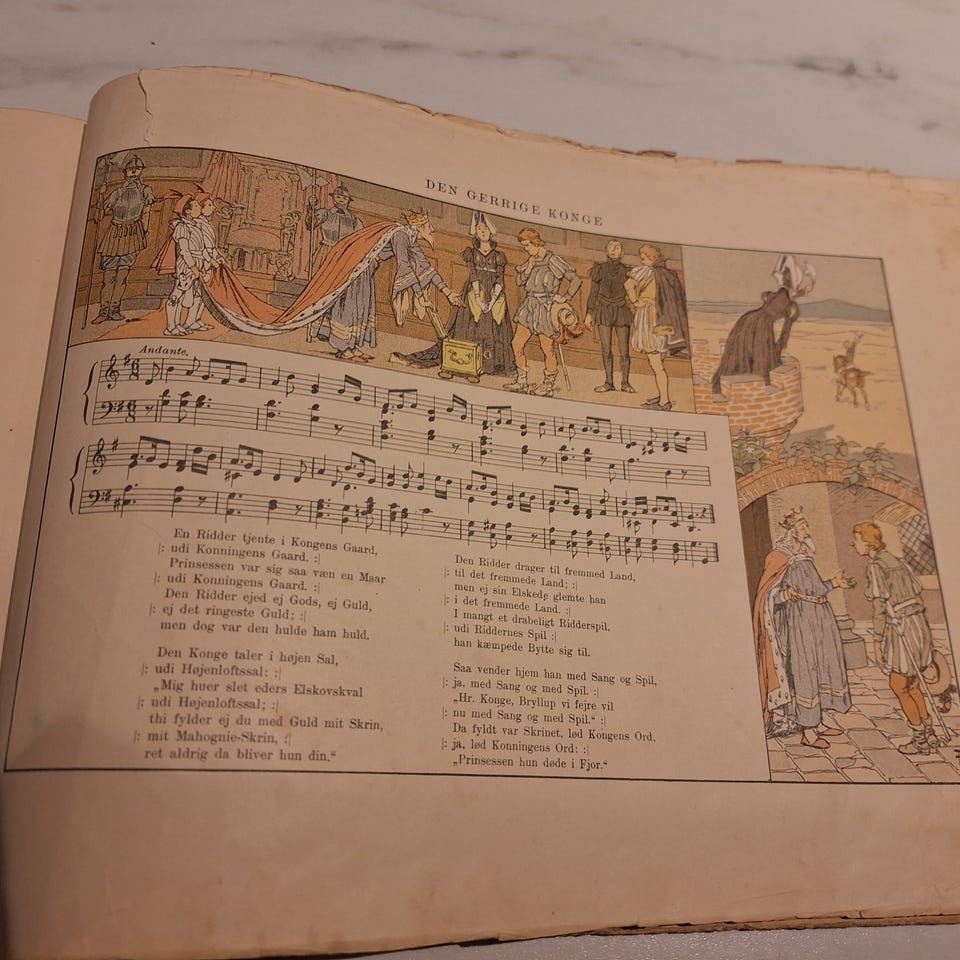 DEN GERRIGE KONGE
Andante.
En Ridder tjente i Kongens Gaard,
|: udi Konningens Gaard. :|
Prinsessen var sig saa væn en Maar
|: udi Konningens Gaard. :|
Den Ridder ejed ej Gods, ej Guld,
|: ej det ringeste Guld; :|
men dog var den hulde ham huld.
Den Konge taler i højen Sal,
|: udi Højenloftssal: :|
„Mig huer slet eders Elskovskval
|: udi Højenloftssal; :|
thi fylder ej du med Guld mit Skrin,
|: mit Mahognie-Skrin, :|
ret aldrig da bliver hun din.“
Den Ridder drager til fremmed Land,
|: til det fremmede Land; :|
men ej sin Elskede glemte han
|: i det fremmede Land. :|
I mangt et drabeligt Ridderspil,
|: udi Riddernes Spil :|
han kæmpede Bytte sig til.
Saa vender hjem han med Sang og Spil,
|: ja, med Sang og med Spil. :|
„Hr. Konge, Bryllup vi fejre vil
|: nu med Sang og med Spil.“ :|
Da fyldt var Skrinet, lød Kongens Ord,
|: ja, lød Konningens Ord: :|
„Prinsessen hun døde i Fjor.“